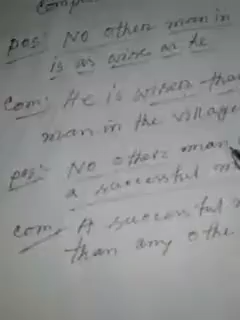 pos: No other man in
is as wise as he
Com: He is wiser than
man in the village
pos: No other man
a successful
com A successful
than any othe